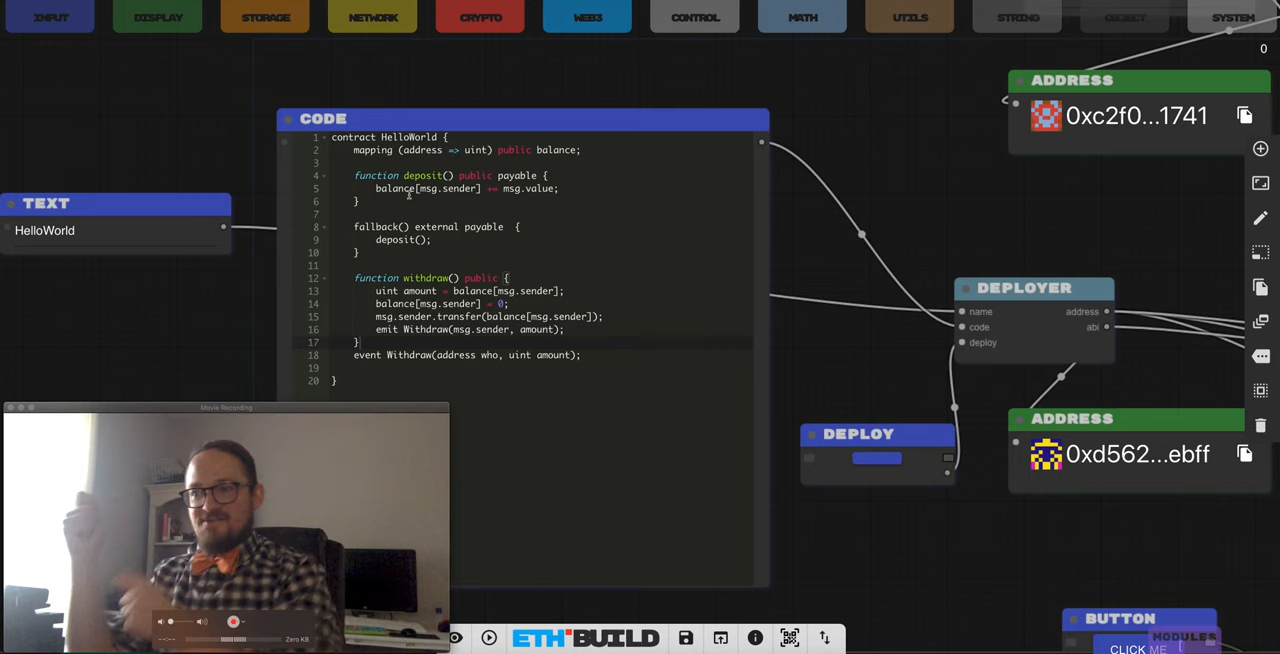 INPUT
DISPLAY
STORAGE
NETWORK
CRYPTO
WEB3
CONTROL
MATH
UTILS
STRING
OBJECT
SYSTEM
0
ADDRESS
0xc2f0...1741
CODE
1 contract HelloWorld {
2 mapping (address => uint) public balance;
3
4 function deposit() public payable {
5 balance[msg.sender] += msg.value;
6 }
7
8 fallback() external payable {
9 deposit();
10 }
11
12 function withdraw() public {
13 uint amount = balance[msg.sender];
14 balance[msg.sender] = 0;
15 msg.sender.transfer(balance[msg.sender]);
16 emit Withdraw(msg.sender, amount);
17 }
18 event Withdraw(address who, uint amount);
19
20 }
TEXT
HelloWorld
DEPLOYER
name address
code abi
deploy
DEPLOY
ADDRESS
0xd562...ebff
Movie Recording
--:-- Zero KB
ETH BUILD
BUTTON
CLICK ME
MODULES